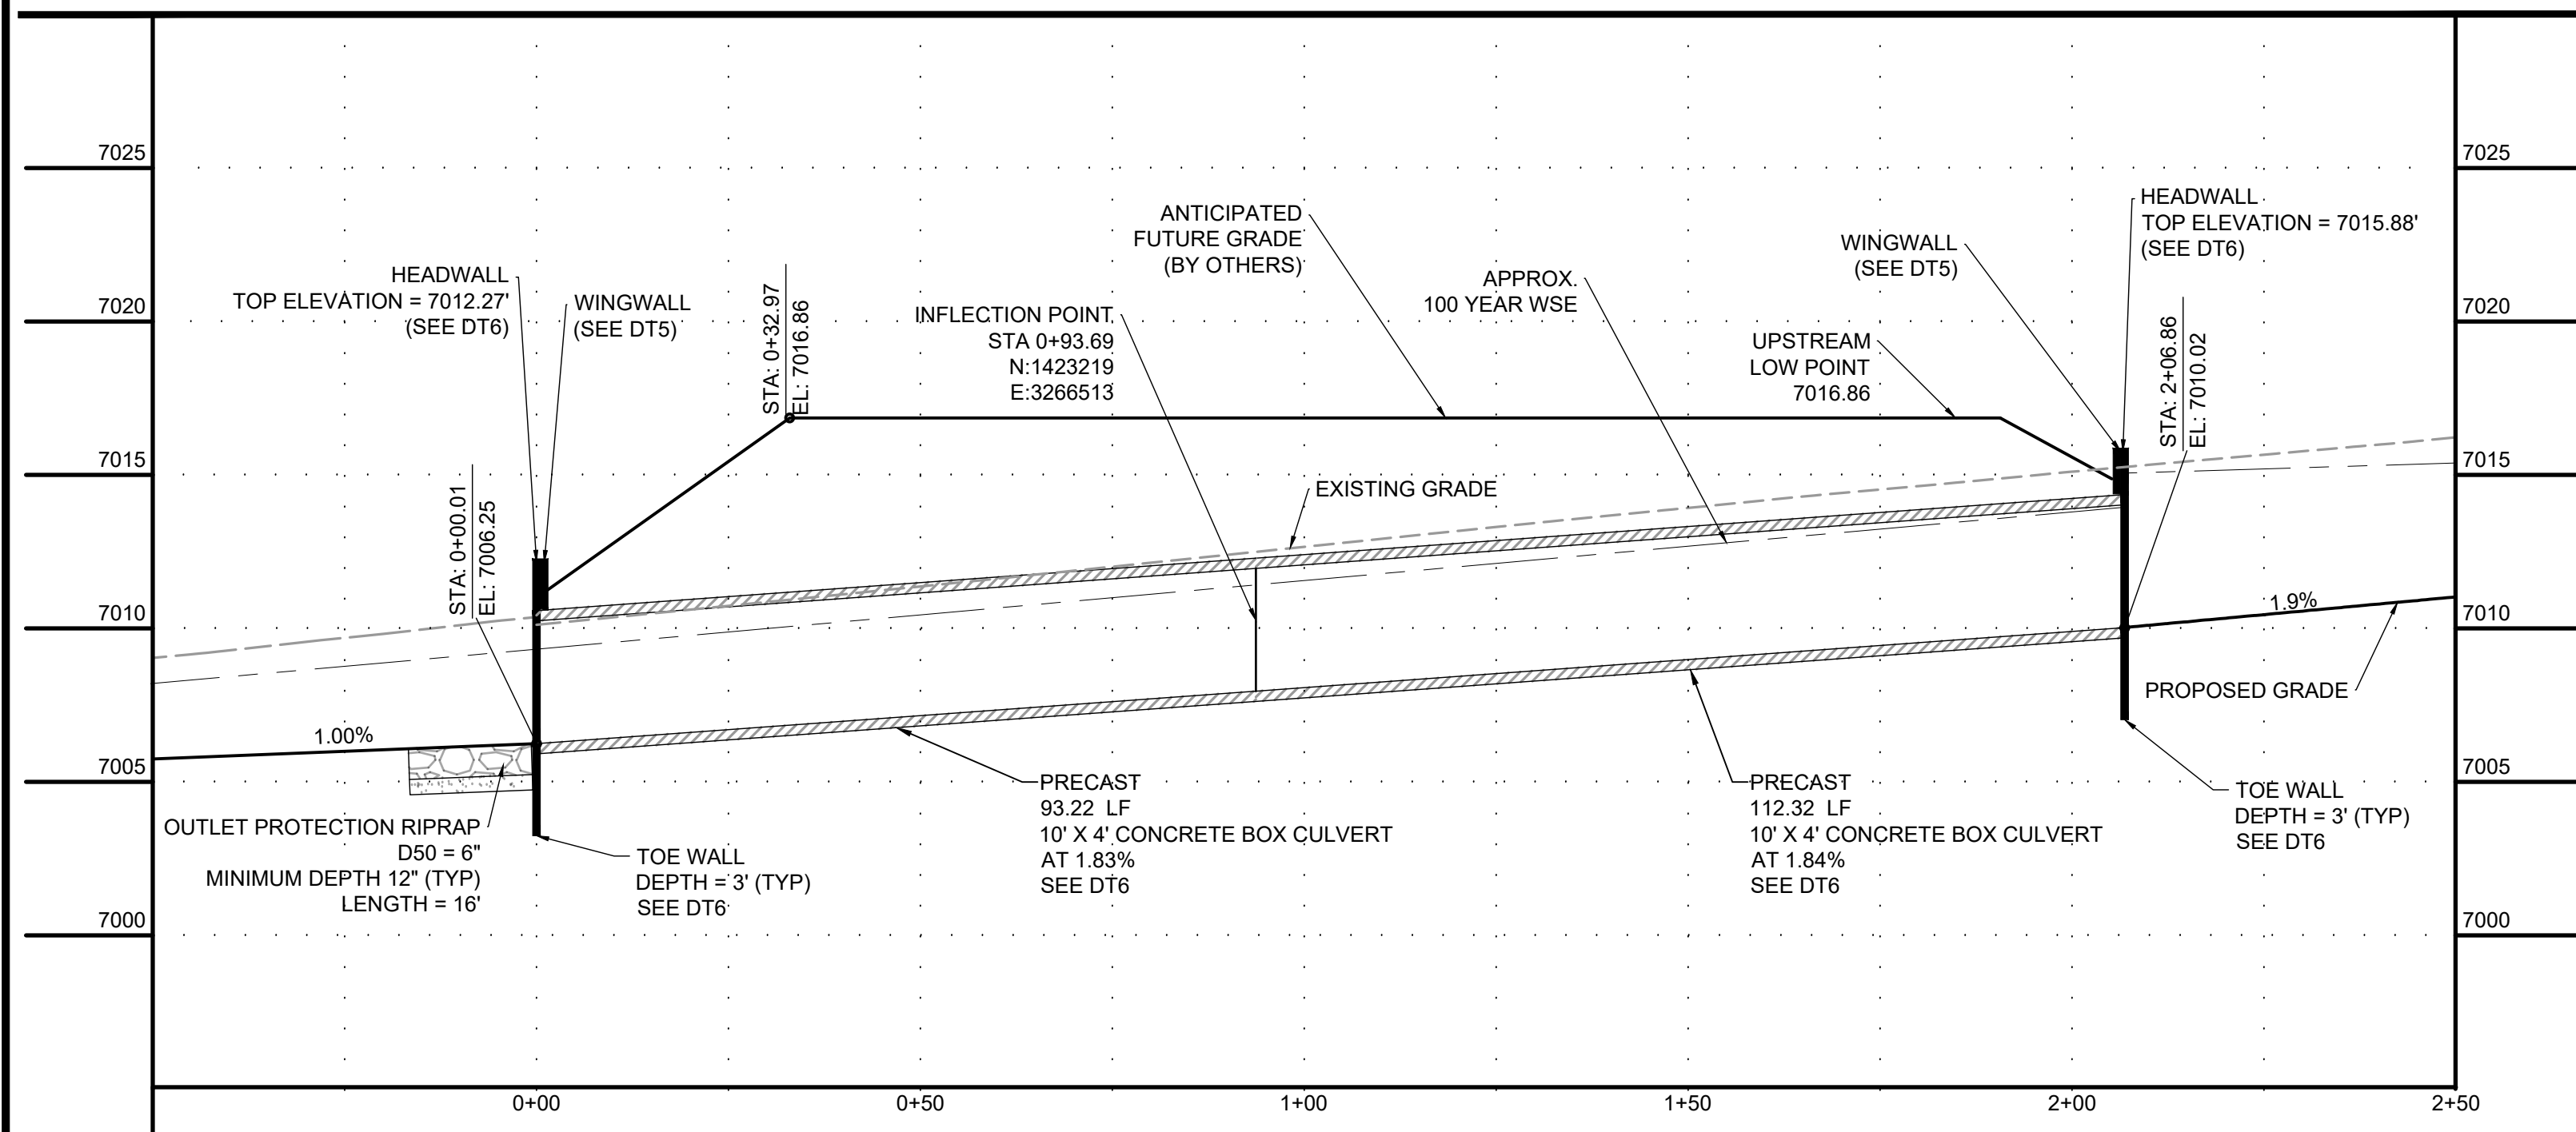 7025
7020
7015
7010
7005
7000
HEADWALL
TOP ELEVATION = 7012.27'
(SEE DT6)
WINGWALL
(SEE DT5)
STA: 0+00.01
EL: 7006.25
STA: 0+32.97
EL: 7016.86
INFLECTION POINT
STA 0+93.69
N:1423219
E:3266513
ANTICIPATED
FUTURE GRADE
(BY OTHERS)
APPROX.
100 YEAR WSE
EXISTING GRADE
UPSTREAM
LOW POINT
7016.86
WINGWALL
(SEE DT5)
HEADWALL
TOP ELEVATION = 7015.88'
(SEE DT6)
STA: 2+06.86
EL: 7010.02
1.9%
PROPOSED GRADE
1.00%
OUTLET PROTECTION RIPRAP
D50 = 6"
MINIMUM DEPTH 12" (TYP)
LENGTH = 16'
TOE WALL
DEPTH = 3' (TYP)
SEE DT6
PRECAST
93.22 LF
10' X 4' CONCRETE BOX CULVERT
AT 1.83%
SEE DT6
PRECAST
112.32 LF
10' X 4' CONCRETE BOX CULVERT
AT 1.84%
SEE DT6
TOE WALL
DEPTH = 3' (TYP)
SEE DT6
7025
7020
7015
7010
7005
7000
0+00
0+50
1+00
1+50
2+00
2+50